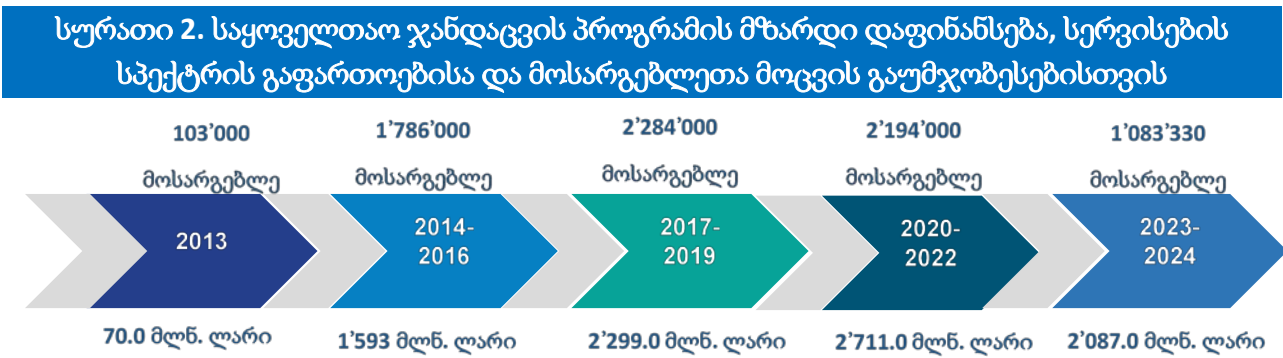 სურათი 2. საყოველთაო ჯანდაცვის პროგრამის მზარდი დაფინანსება, სერვისების
სპექტრის გაფართოებისა და მოსარგებლეთა მოცვის გაუმჯობესებისთვის
103’000
მოსარგებლე
2013
70.0 მლნ. ლარი
1’786’000
მოსარგებლე
2014-
2016
1’593 მლნ. ლარი
2’284’000
მოსარგებლე
2017-
2019
2’299.0 მლნ. ლარი
2’194’000
მოსარგებლე
2020-
2022
2’711.0 მლნ. ლარი
1’083’330
მოსარგებლე
2023-
2024
2’087.0 მლნ. ლარი